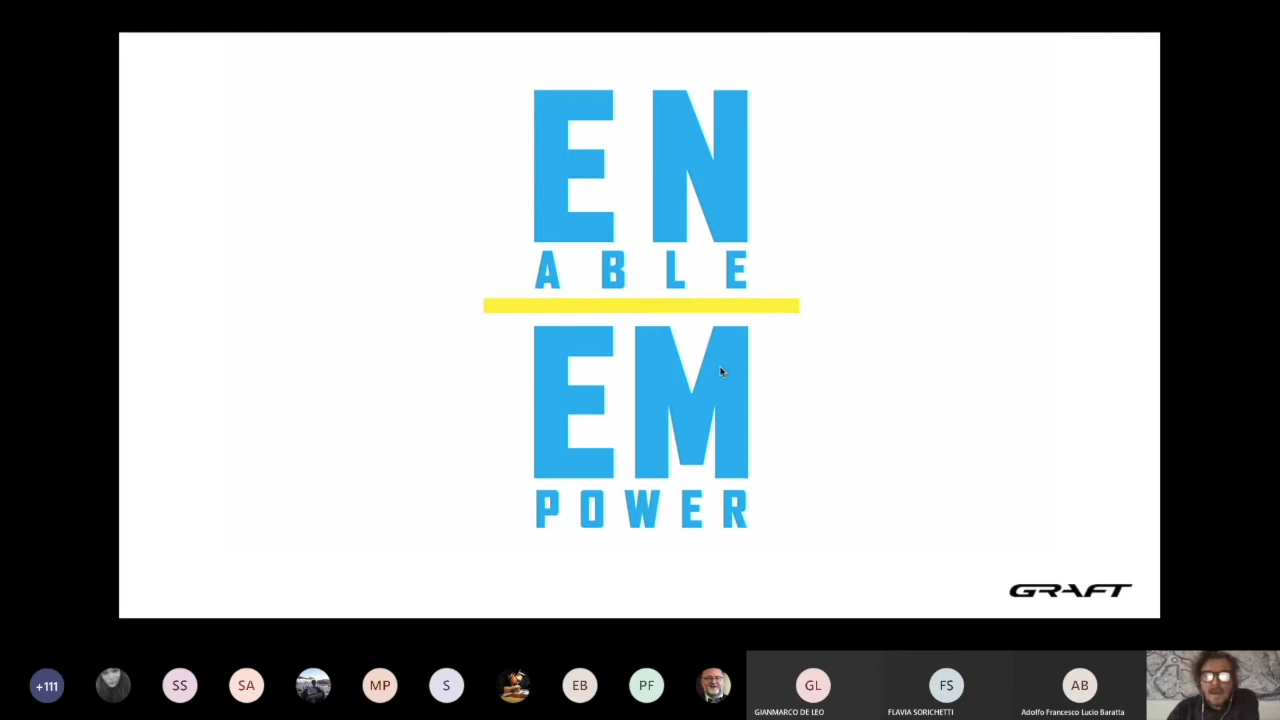 EN
ABLE
EM
POWER
GRAFT
+111
SS
SA
MP
S
EB
PF
GL
FS
AB
GIANMARCO DE LEO
FLAVIA SORICHETTI
Adolfo Francesco Lucio Baratta